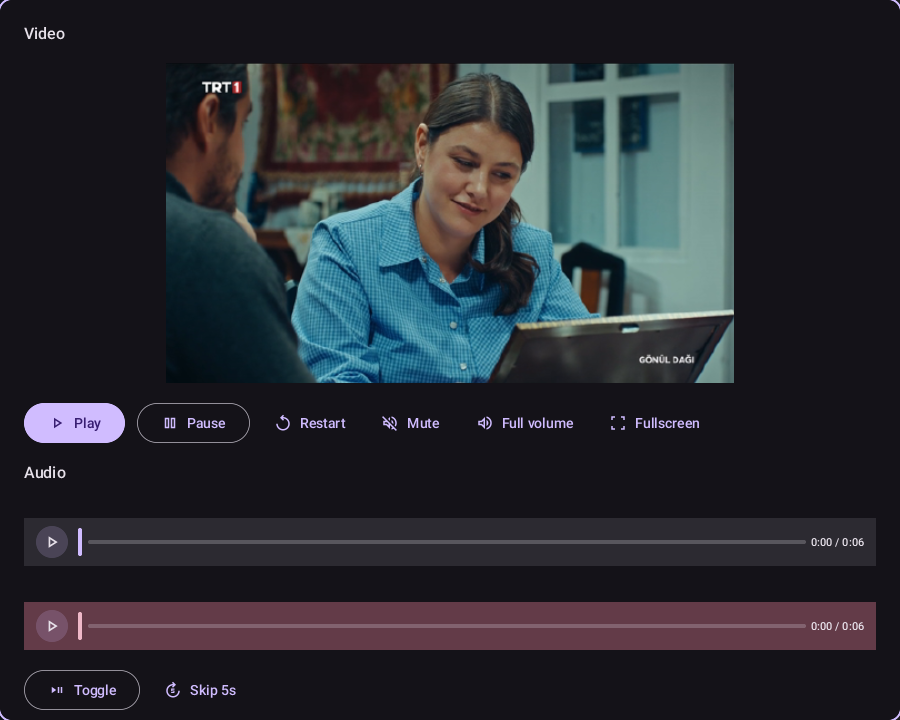 Video
TRT1
GÖNÜL DAĞI
Play
Pause
Restart
Mute
Full volume
Fullscreen
Audio
0:00 / 0:06
0:00 / 0:06
Toggle
Skip 5s